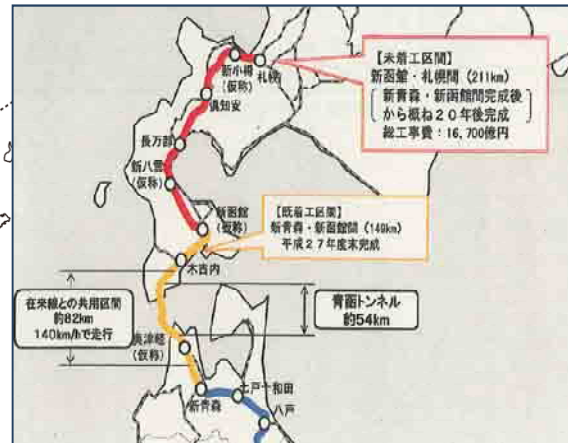 新小樽
(仮称)
札幌
倶知安
長万部
新八雲
(仮称)
新函館
(仮称)
木古内
奥津軽
(仮称)
新青森
七戸十和田
八戸
【未着工区間】
新函館・札幌間(211km)
新青森・新函館間完成後
から概ね20年後完成
総工事費:16,700億円
【既着工区間】
新青森・新函館間(149km)
平成27年度末完成
在来線との共用区間
約82km
140km/hで走行
青函トンネル
約54km